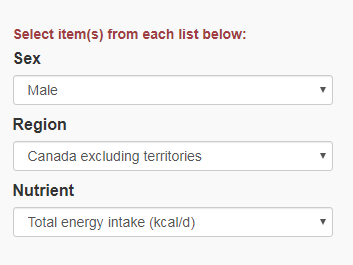 Select item(s) from each list below:
Sex
Male
Region
Canada excluding territories
Nutrient
Total energy intake (kcal/d)